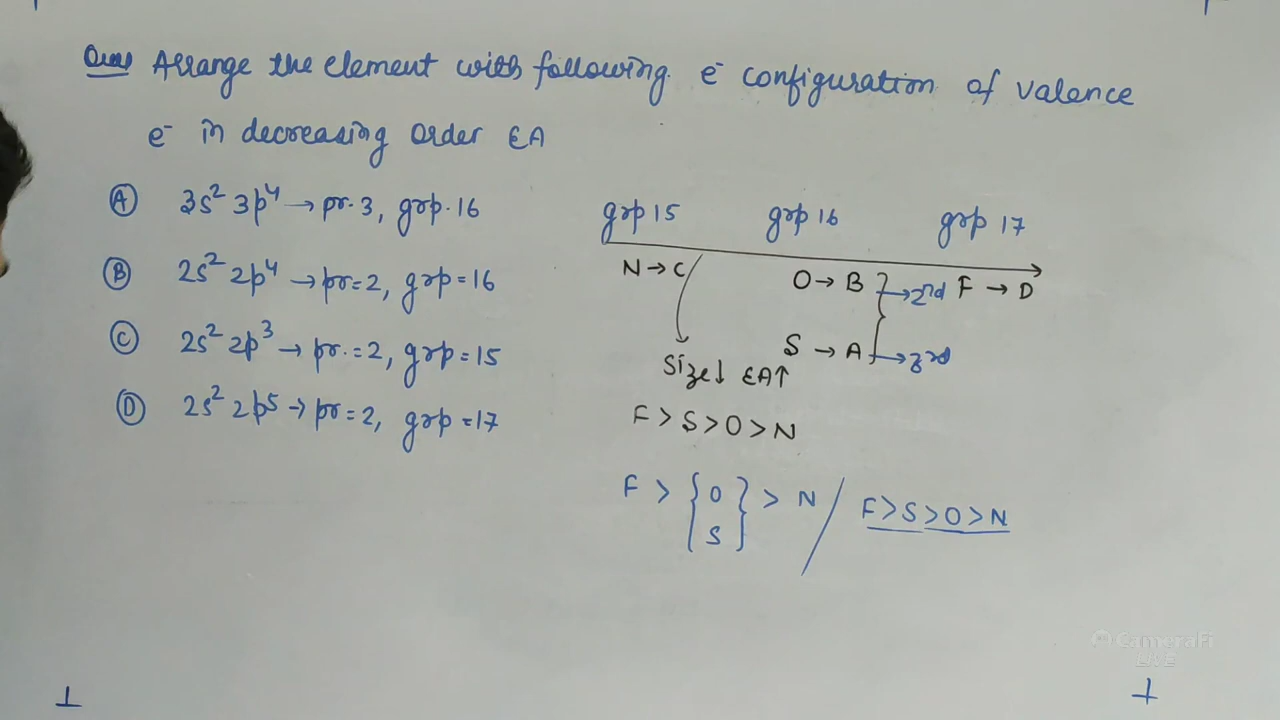 Ques Arrange the element with following e⁻ configuration of valence
e⁻ in decreasing order EA
Ⓐ 3s² 3p⁴ → pr. 3, grp. 16
Ⓑ 2s² 2p⁴ → pr = 2, grp = 16
Ⓒ 2s² 2p³ → pr. = 2, grp = 15
Ⓓ 2s² 2p⁵ → pr = 2, grp = 17
grp 15 grp 16 grp 17
N → C O → B } → 2nd F → D
S → A → 3rd
Size↓ EA↑
F > S > O > N
F > { O S } > N / F > S > O > N
CameraFi
LIVE